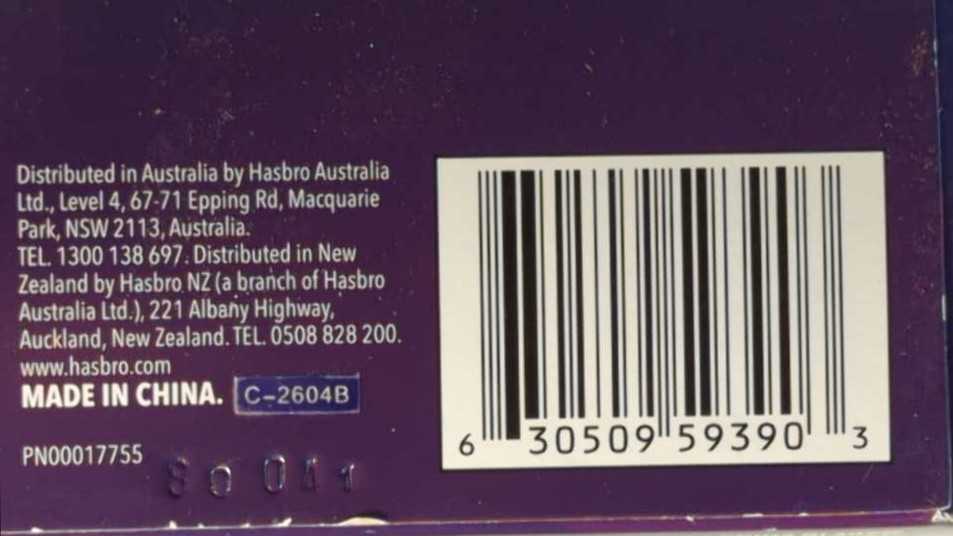 Distributed in Australia by Hasbro Australia
Ltd., Level 4, 67-71 Epping Rd, Macquarie
Park, NSW 2113, Australia.
TEL. 1300 138 697. Distributed in New
Zealand by Hasbro NZ (a branch of Hasbro
Australia Ltd.), 221 Albany Highway,
Auckland, New Zealand. TEL. 0508 828 200.
www.hasbro.com
MADE IN CHINA. C-2604B
PN00017755
6 30509 59390 3